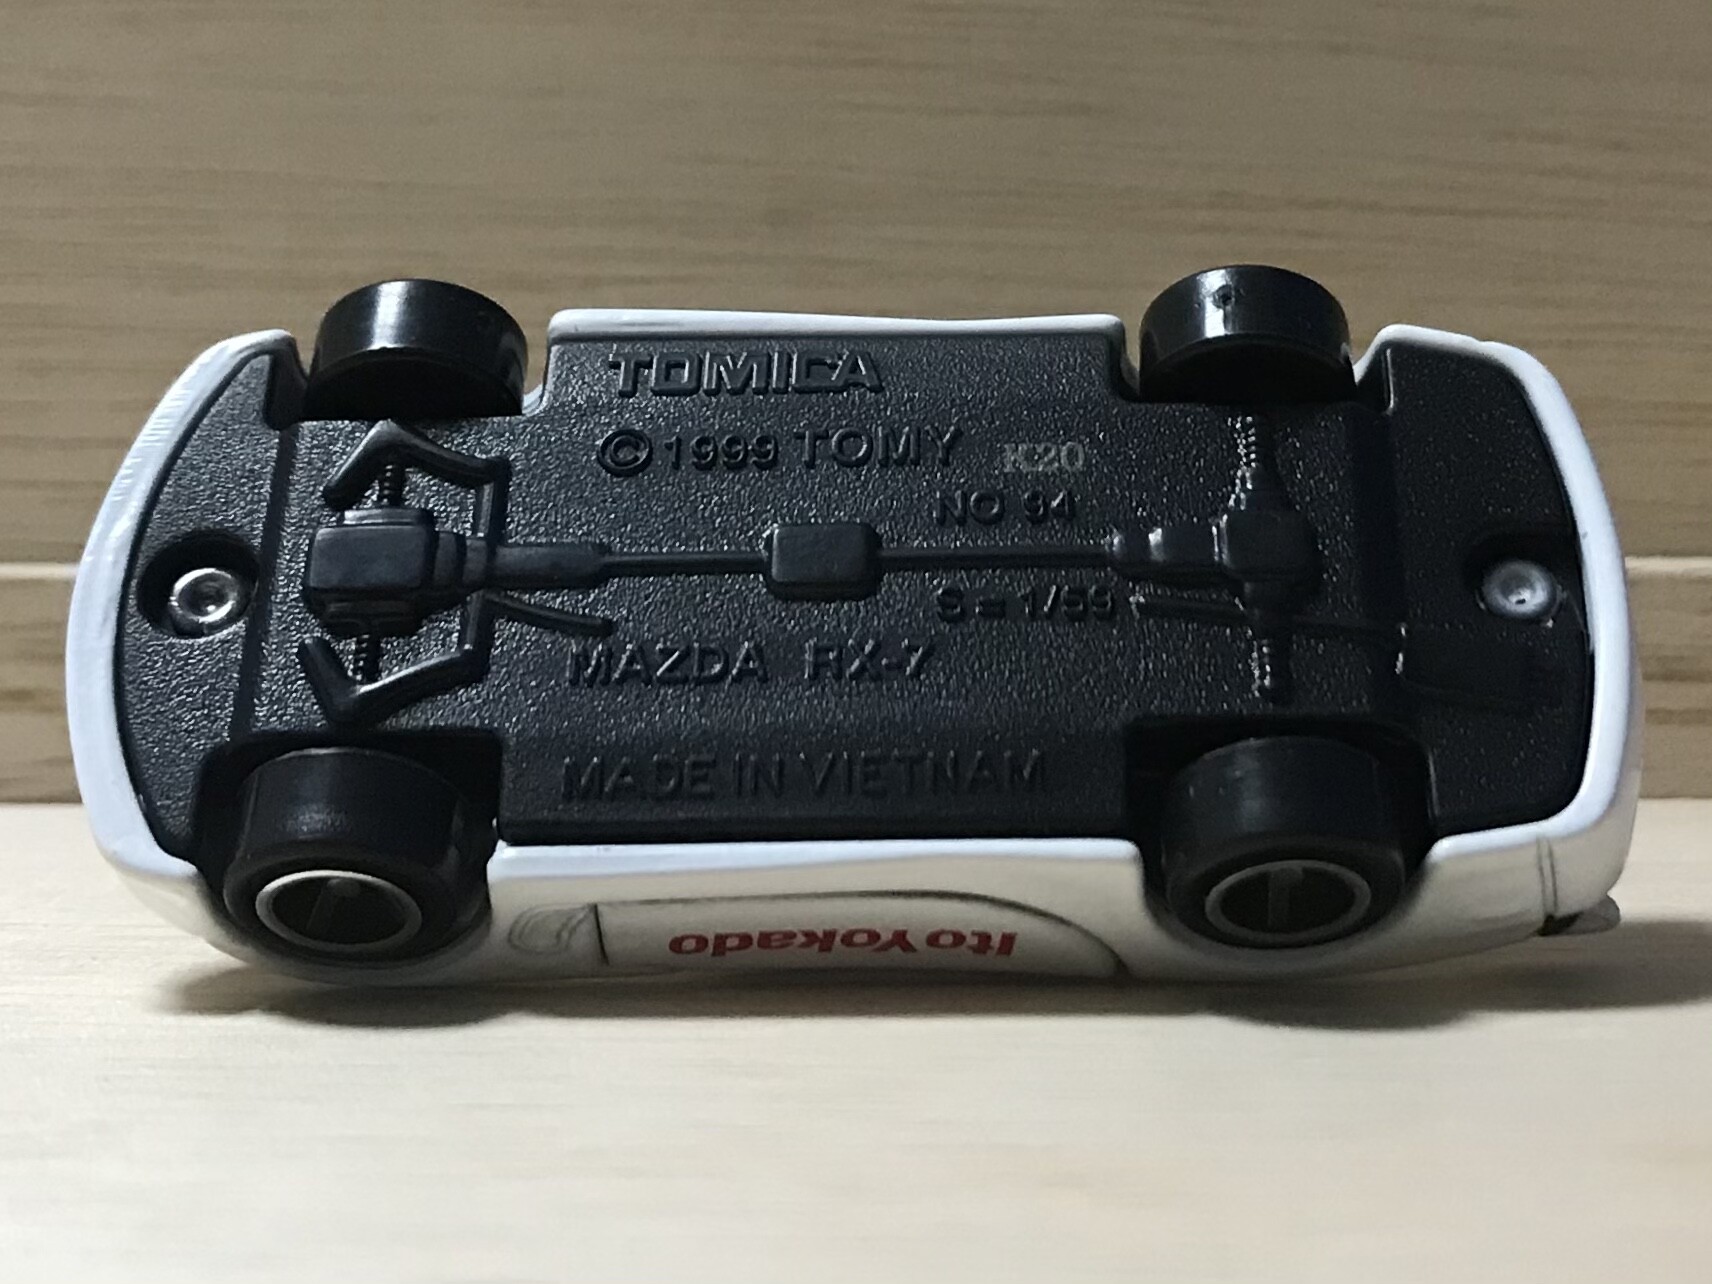 TOMICA
© 1999 TOMY K20
NO 94
S = 1/59
MAZDA RX-7
MADE IN VIETNAM
ItoYokado